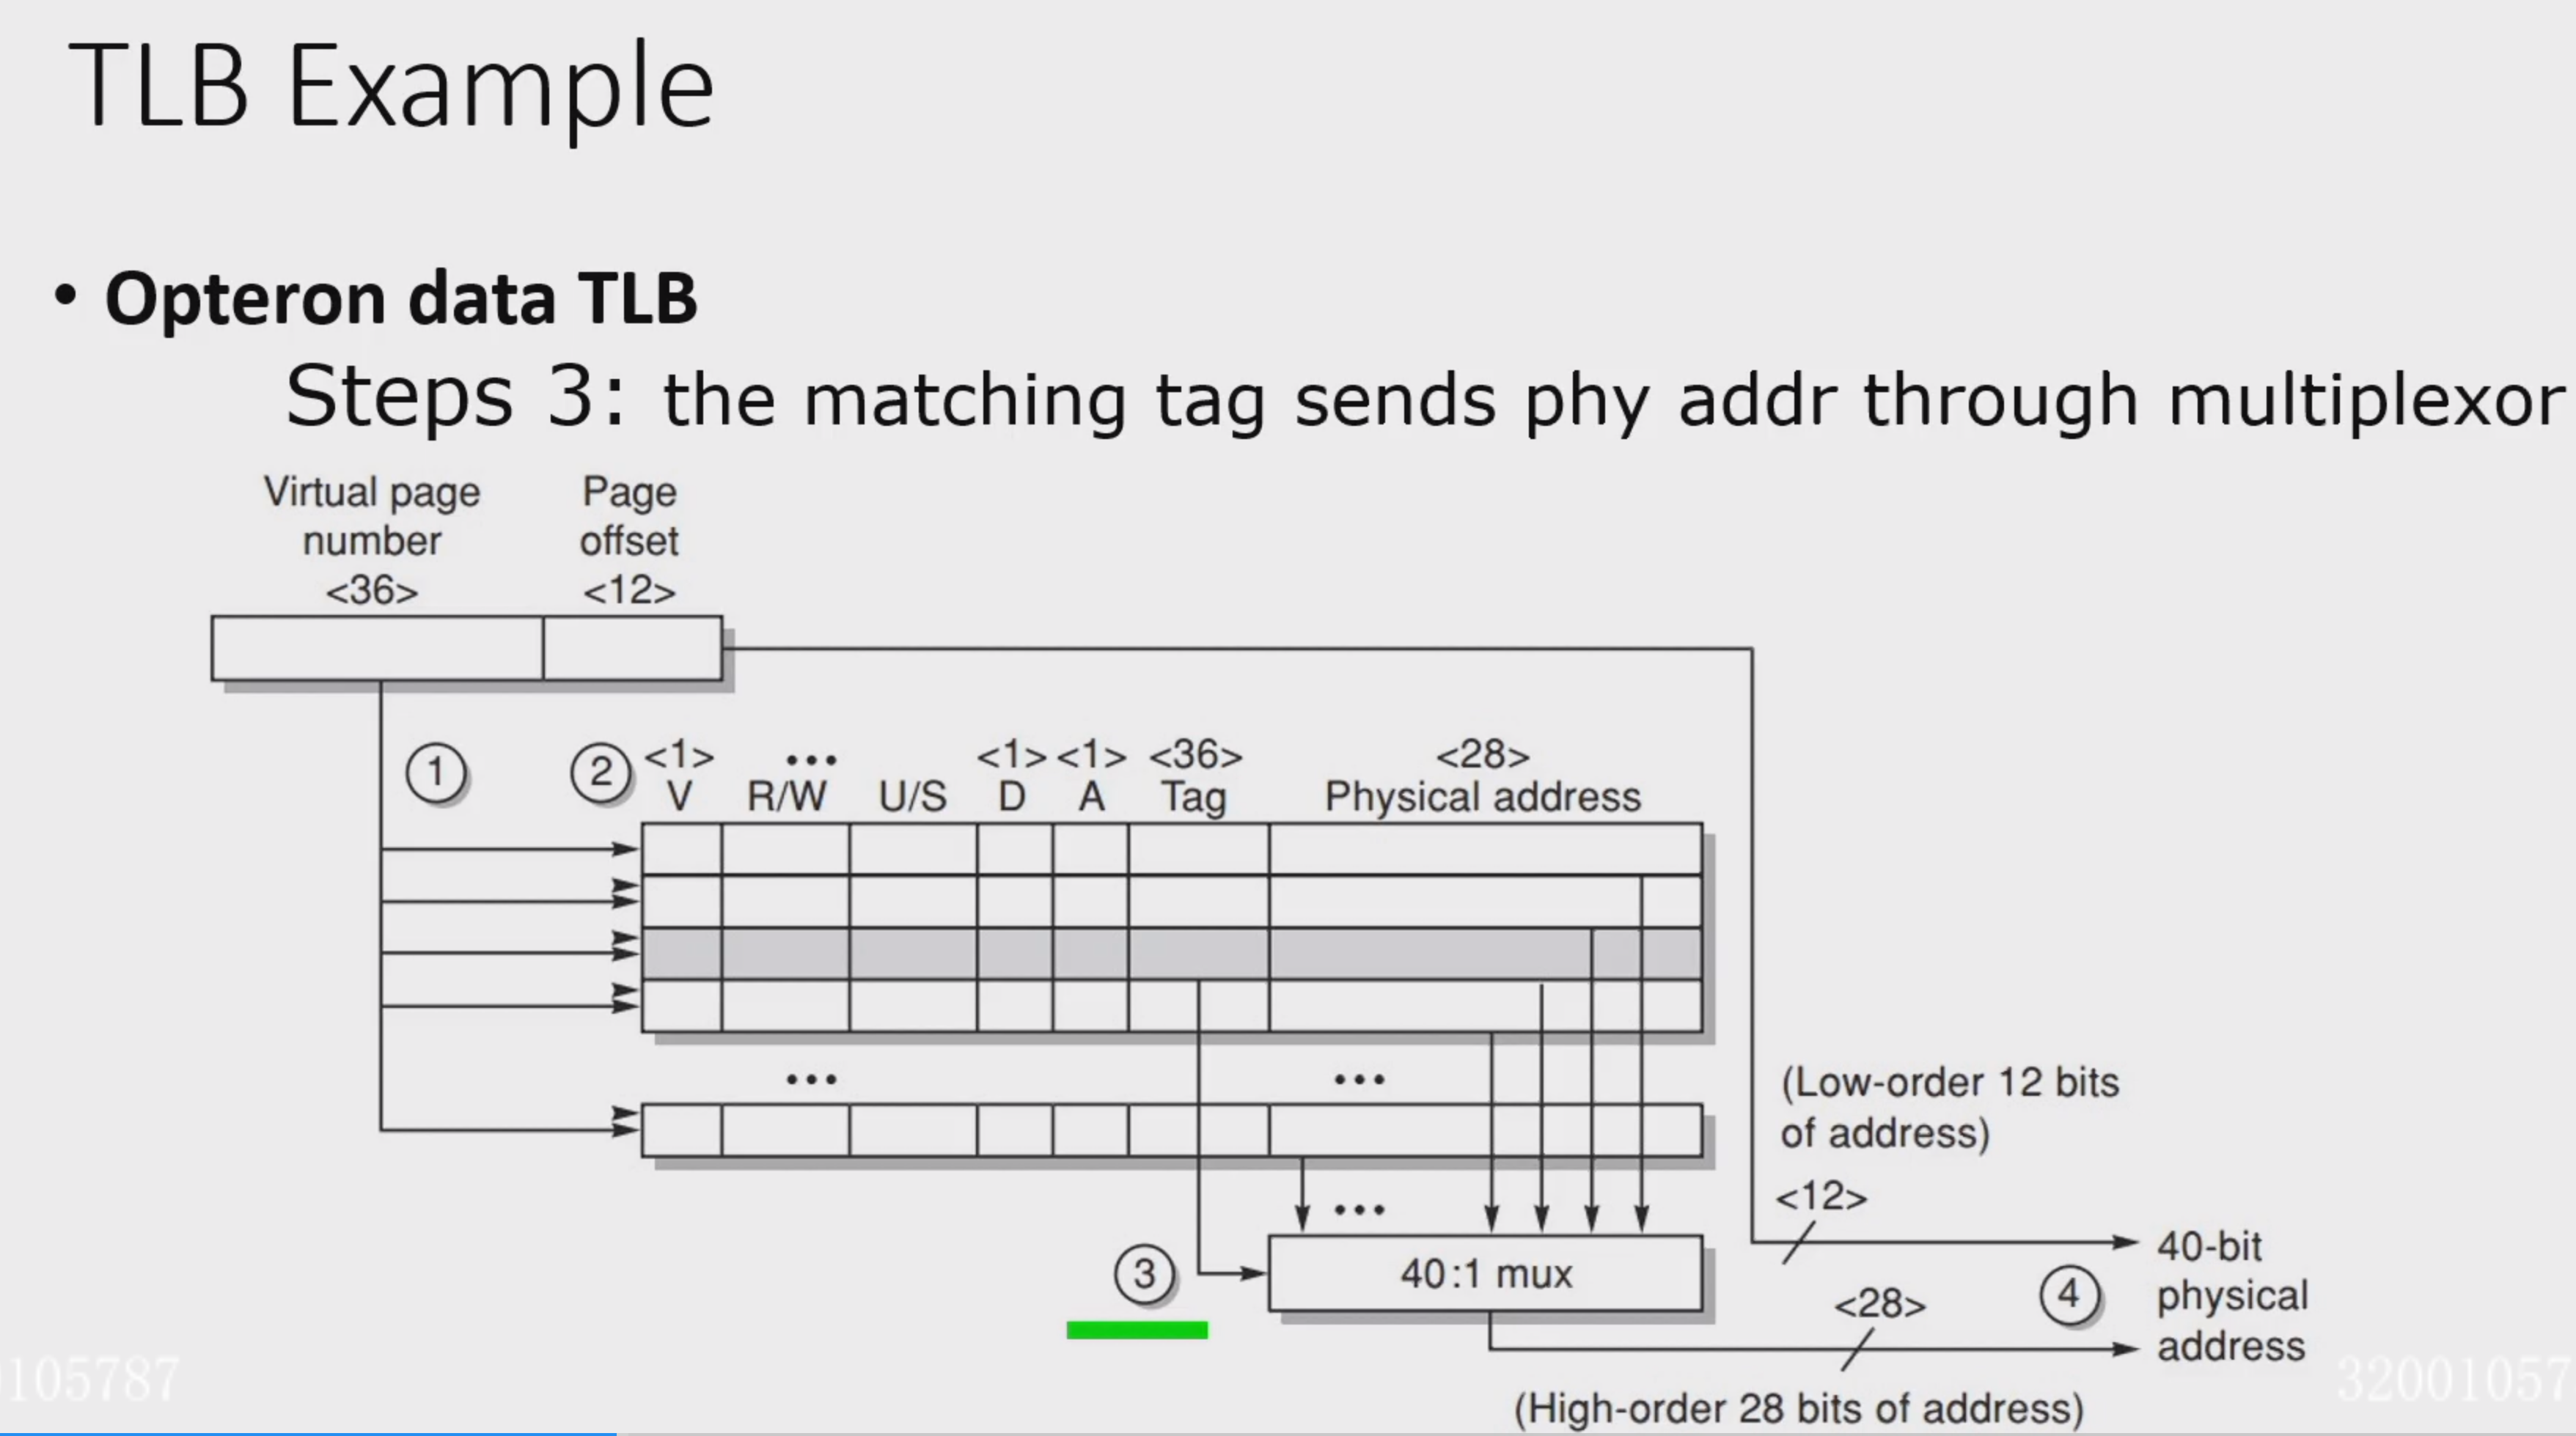 TLB Example
• Opteron data TLB
Steps 3: the matching tag sends phy addr through multiplexor
Virtual page
number
<36>
Page
offset
<12>
1
2
<1>
V
•••
R/W
U/S
<1>
D
<1>
A
<36>
Tag
<28>
Physical address
•••
•••
•••
3
40:1 mux
(Low-order 12 bits
of address)
<12>
<28>
4
40-bit
physical
address
(High-order 28 bits of address)
105787
32001057